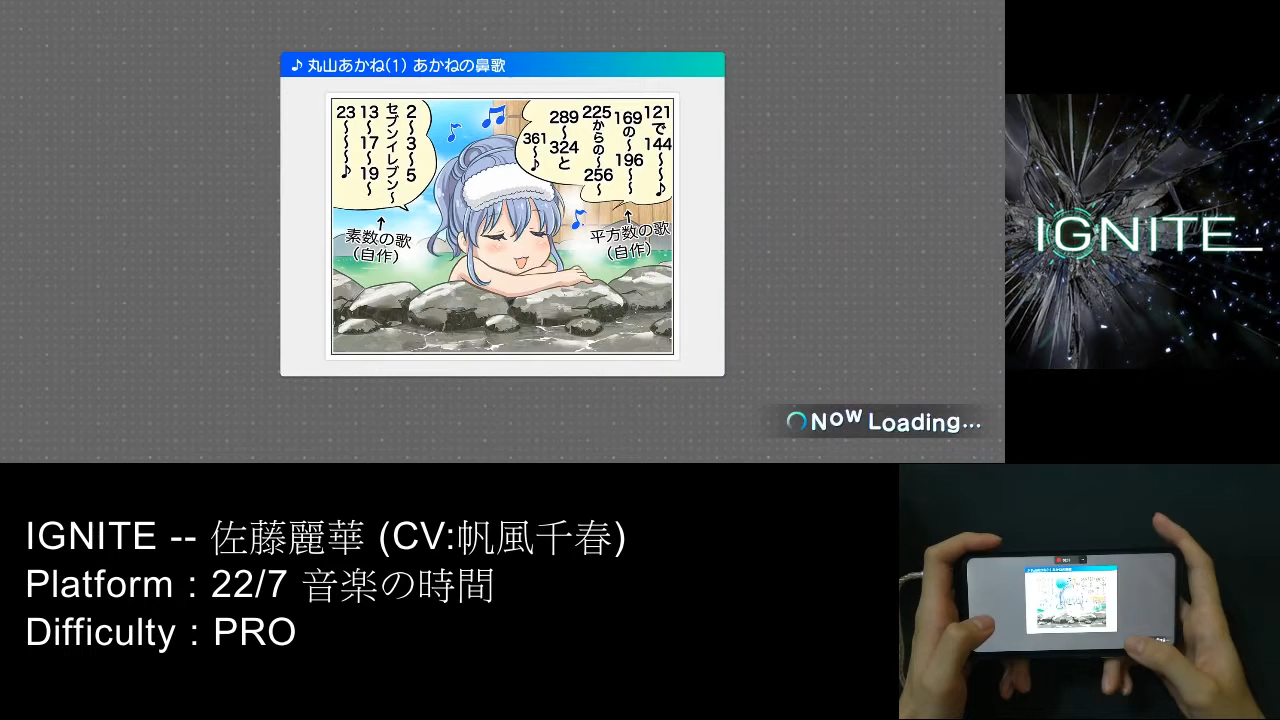 ♪ 丸山あかね(1) あかねの鼻歌
121で
144〜〜♪
169の〜
196〜〜
225からの〜
256〜
289〜
324と
361〜♪
平方数の歌
(自作)
2〜3〜5
セブンイレブン〜
13〜17〜19〜
23〜〜〜〜♪
素数の歌
(自作)
Now Loading...
IGNITE
IGNITE -- 佐藤麗華 (CV:帆風千春)
Platform : 22/7 音楽の時間
Difficulty : PRO